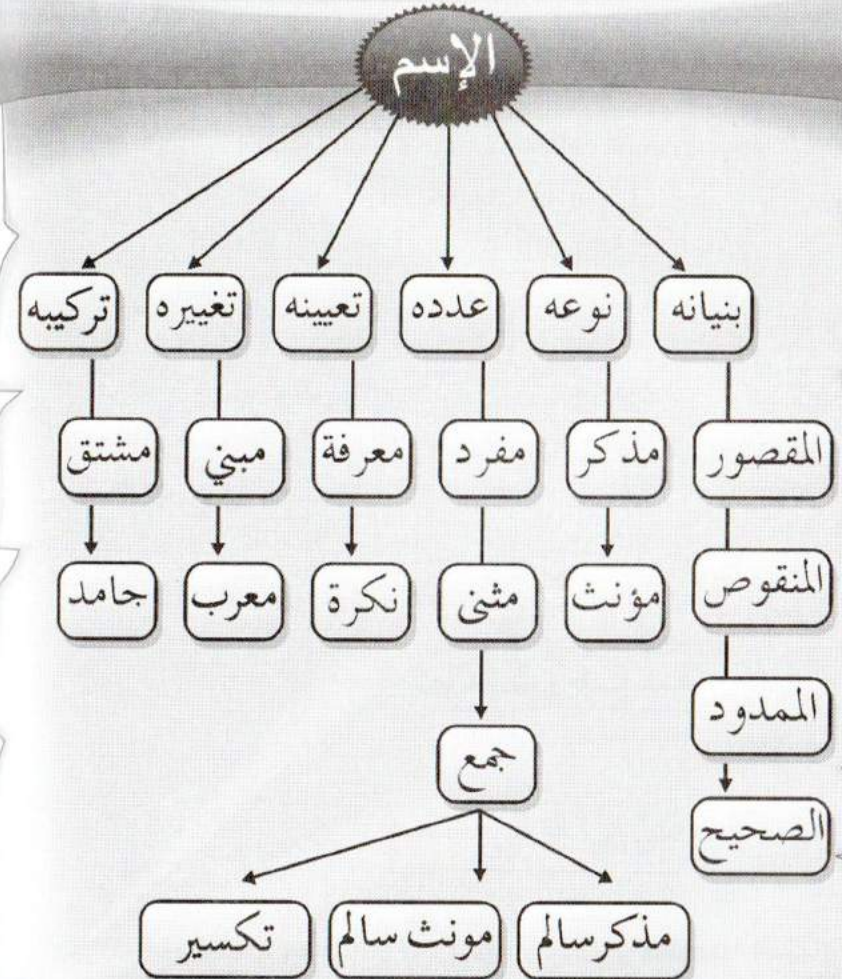 الإسم
بنيانه نوعه عدده تعيينه تغييره تركيبه
المقصور مذكر مفرد معرفة مبني مشتق
المنقوص مؤنث مثنى نكرة معرب جامد
الممدود
جمع
الصحيح
مذكرسالم مونث سالم تكسير